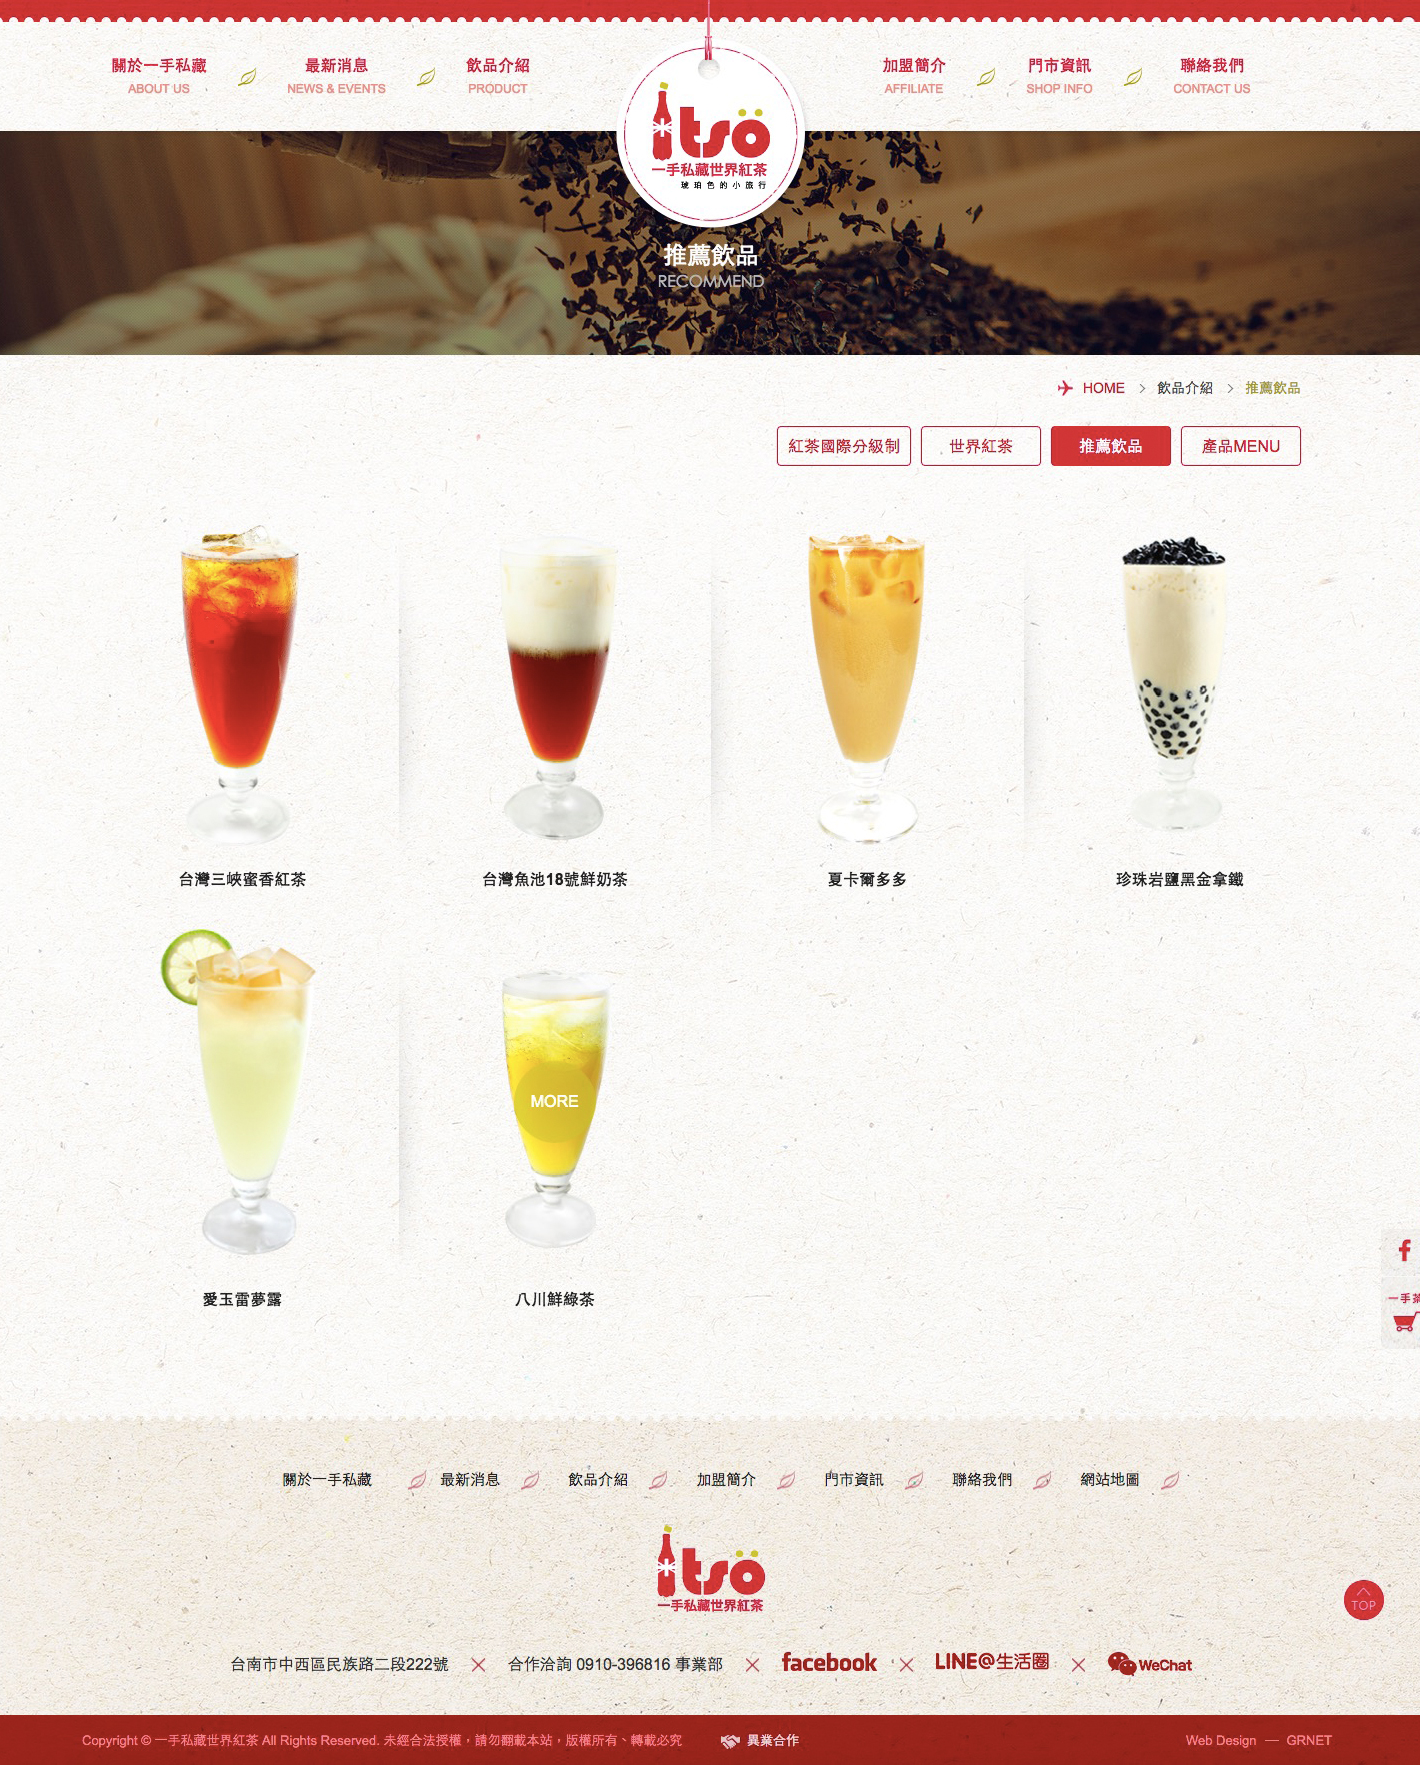 關於一手私藏
ABOUT US
最新消息
NEWS & EVENTS
飲品介紹
PRODUCT
itsö
一手私藏世界紅茶
琥珀色的小旅行
加盟簡介
AFFILIATE
門市資訊
SHOP INFO
聯絡我們
CONTACT US
推薦飲品
RECOMMEND
HOME > 飲品介紹 > 推薦飲品
紅茶國際分級制 世界紅茶 推薦飲品 產品MENU
台灣三峽蜜香紅茶
台灣魚池18號鮮奶茶
夏卡爾多多
珍珠岩鹽黑金拿鐵
MORE
愛玉雷夢露
八川鮮綠茶
一手茶
關於一手私藏 最新消息 飲品介紹 加盟簡介 門市資訊 聯絡我們 網站地圖
itsö
一手私藏世界紅茶
TOP
台南市中西區民族路二段222號 合作洽詢 0910-396816 事業部 facebook LINE@生活圈 WeChat
Copyright © 一手私藏世界紅茶 All Rights Reserved. 未經合法授權，請勿翻載本站，版權所有、轉載必究 異業合作 Web Design — GRNET